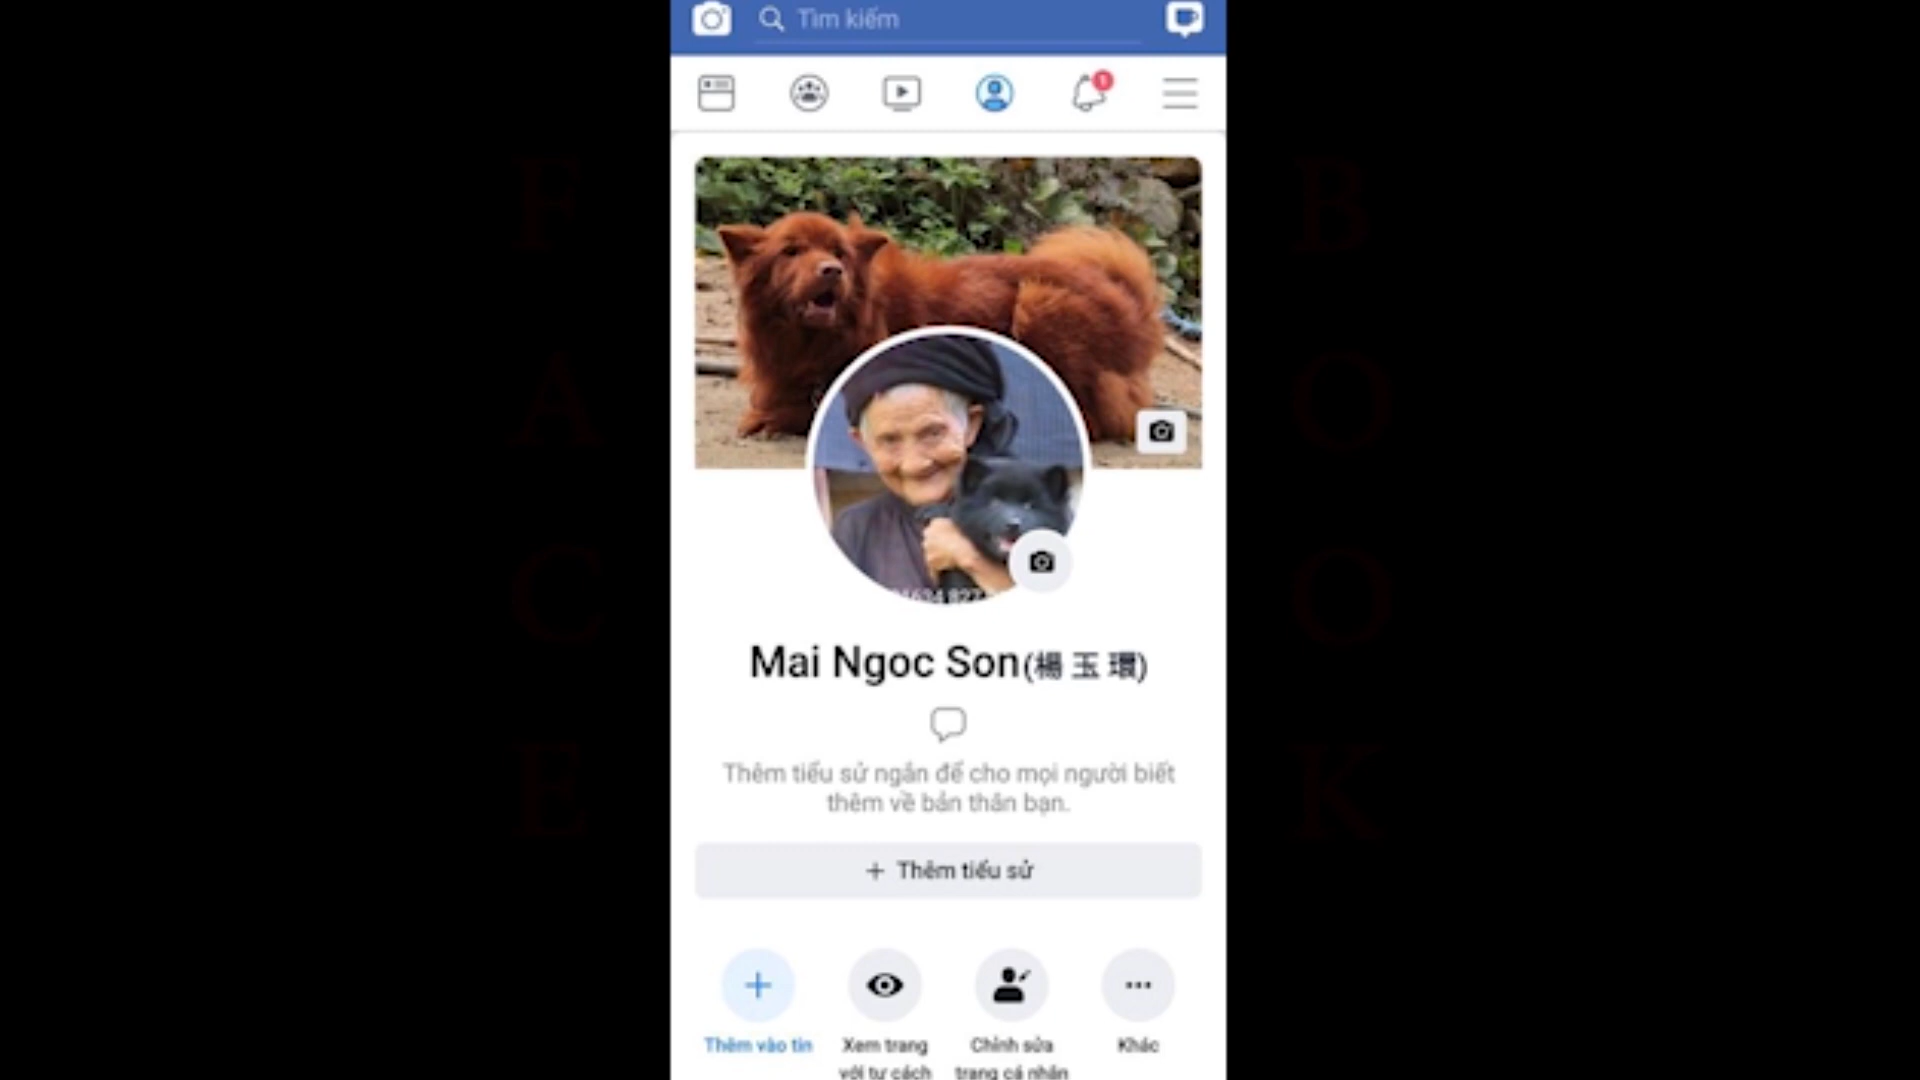 Tìm kiếm
1
F
B
A
O
C
O
E
K
Mai Ngoc Son(楊 玉 環)
Thêm tiểu sử ngắn để cho mọi người biết
thêm về bản thân bạn.
+ Thêm tiểu sử
Thêm vào tin
Xem trang
với tư cách
Chỉnh sửa
trang cá nhân
Khác